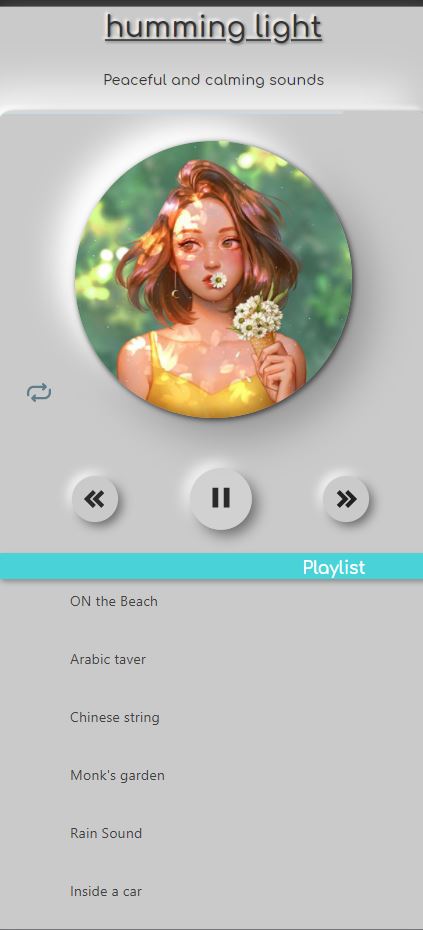 humming light
Peaceful and calming sounds
Playlist
ON the Beach
Arabic taver
Chinese string
Monk's garden
Rain Sound
Inside a car